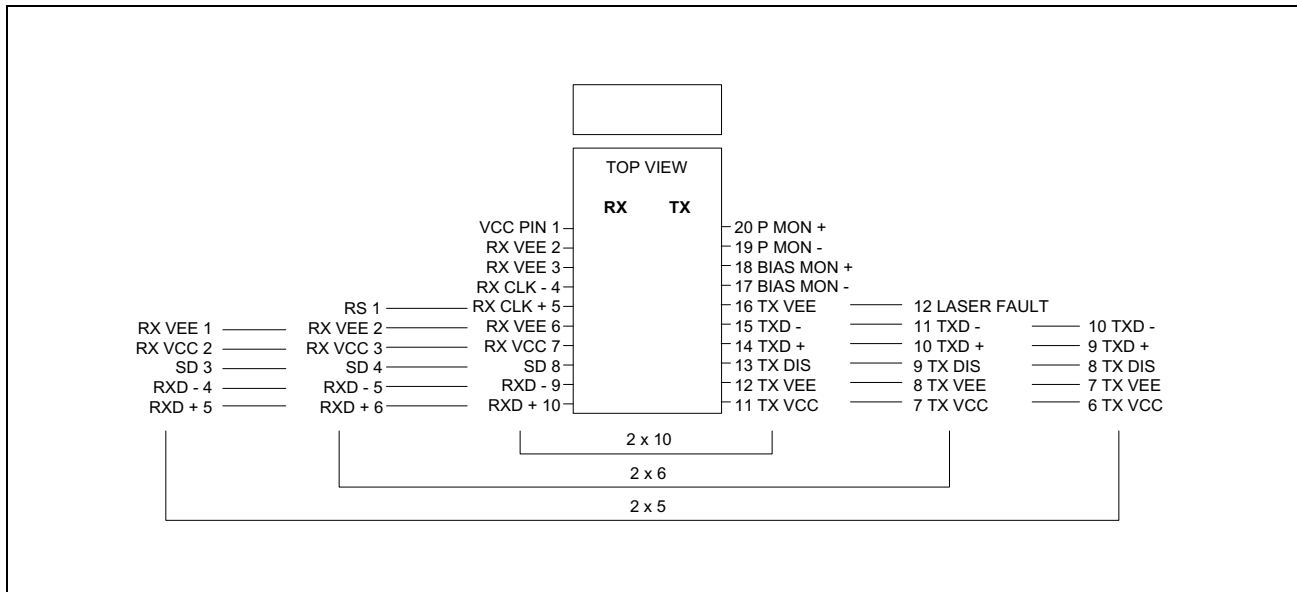 TOP VIEW
RX TX
VCC PIN 1 20 P MON +
RX VEE 2 19 P MON -
RX VEE 3 18 BIAS MON +
RX CLK - 4 17 BIAS MON -
RS 1 RX CLK + 5 16 TX VEE 12 LASER FAULT
RX VEE 1 RX VEE 2 RX VEE 6 15 TXD - 11 TXD - 10 TXD -
RX VCC 2 RX VCC 3 RX VCC 7 14 TXD + 10 TXD + 9 TXD +
SD 3 SD 4 SD 8 13 TX DIS 9 TX DIS 8 TX DIS
RXD - 4 RXD - 5 RXD - 9 12 TX VEE 8 TX VEE 7 TX VEE
RXD + 5 RXD + 6 RXD + 10 11 TX VCC 7 TX VCC 6 TX VCC
2 x 10
2 x 6
2 x 5